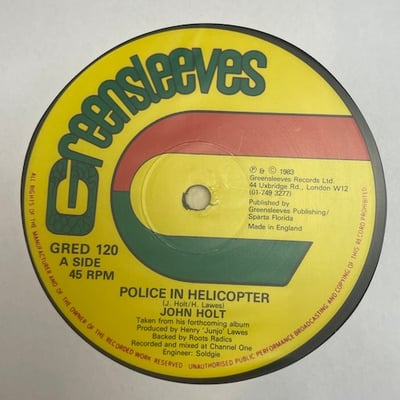 Greensleeves
℗ & © 1983
Greensleeves Records Ltd.
44 Uxbridge Rd., London W12
(01-749 3277)
Published by
Greensleeves Publishing/
Sparta Florida
Made in England
GRED 120
A SIDE
45 RPM
POLICE IN HELICOPTER
(J. Holt/H. Lawes)
JOHN HOLT
Taken from his forthcoming album
Produced by Henry 'Junjo' Lawes
Backed by Roots Radics
Recorded and mixed at Channel One
Engineer: Soldgie
ALL RIGHTS OF THE MANUFACTURER AND OF THE OWNER OF THE RECORDED WORK RESERVED UNAUTHORISED PUBLIC PERFORMANCE BROADCASTING AND COPYING OF THIS RECORD PROHIBITED.